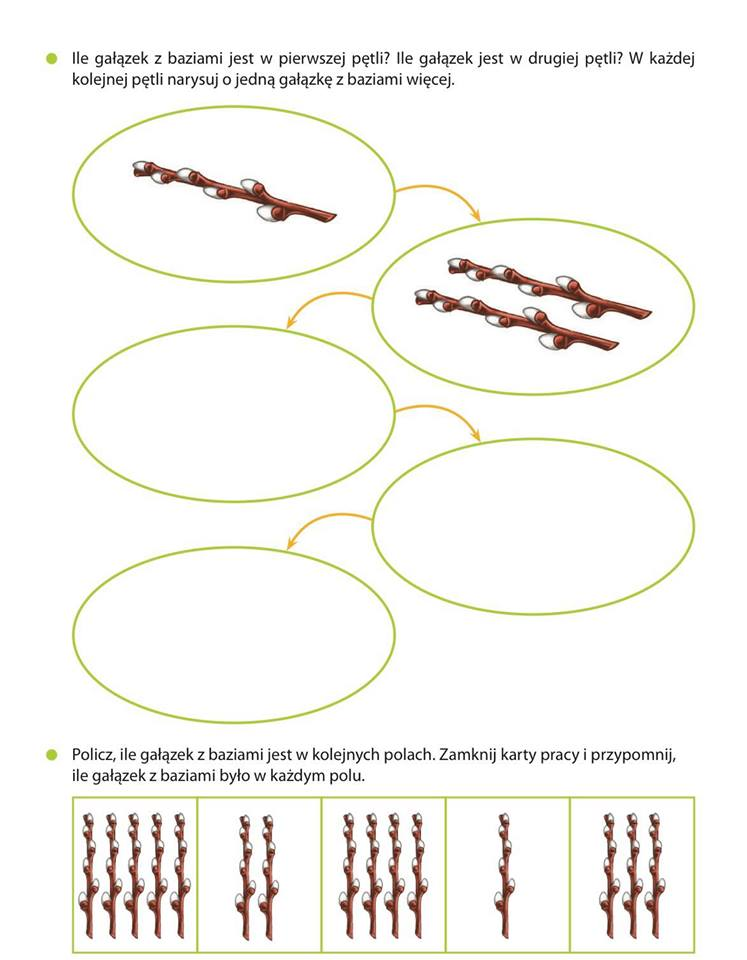 Ile gałązek z baziami jest w pierwszej pętli? Ile gałązek jest w drugiej pętli? W każdej
kolejnej pętli narysuj o jedną gałązkę z baziami więcej.
Policz, ile gałązek z baziami jest w kolejnych polach. Zamknij karty pracy i przypomnij,
ile gałązek z baziami było w każdym polu.